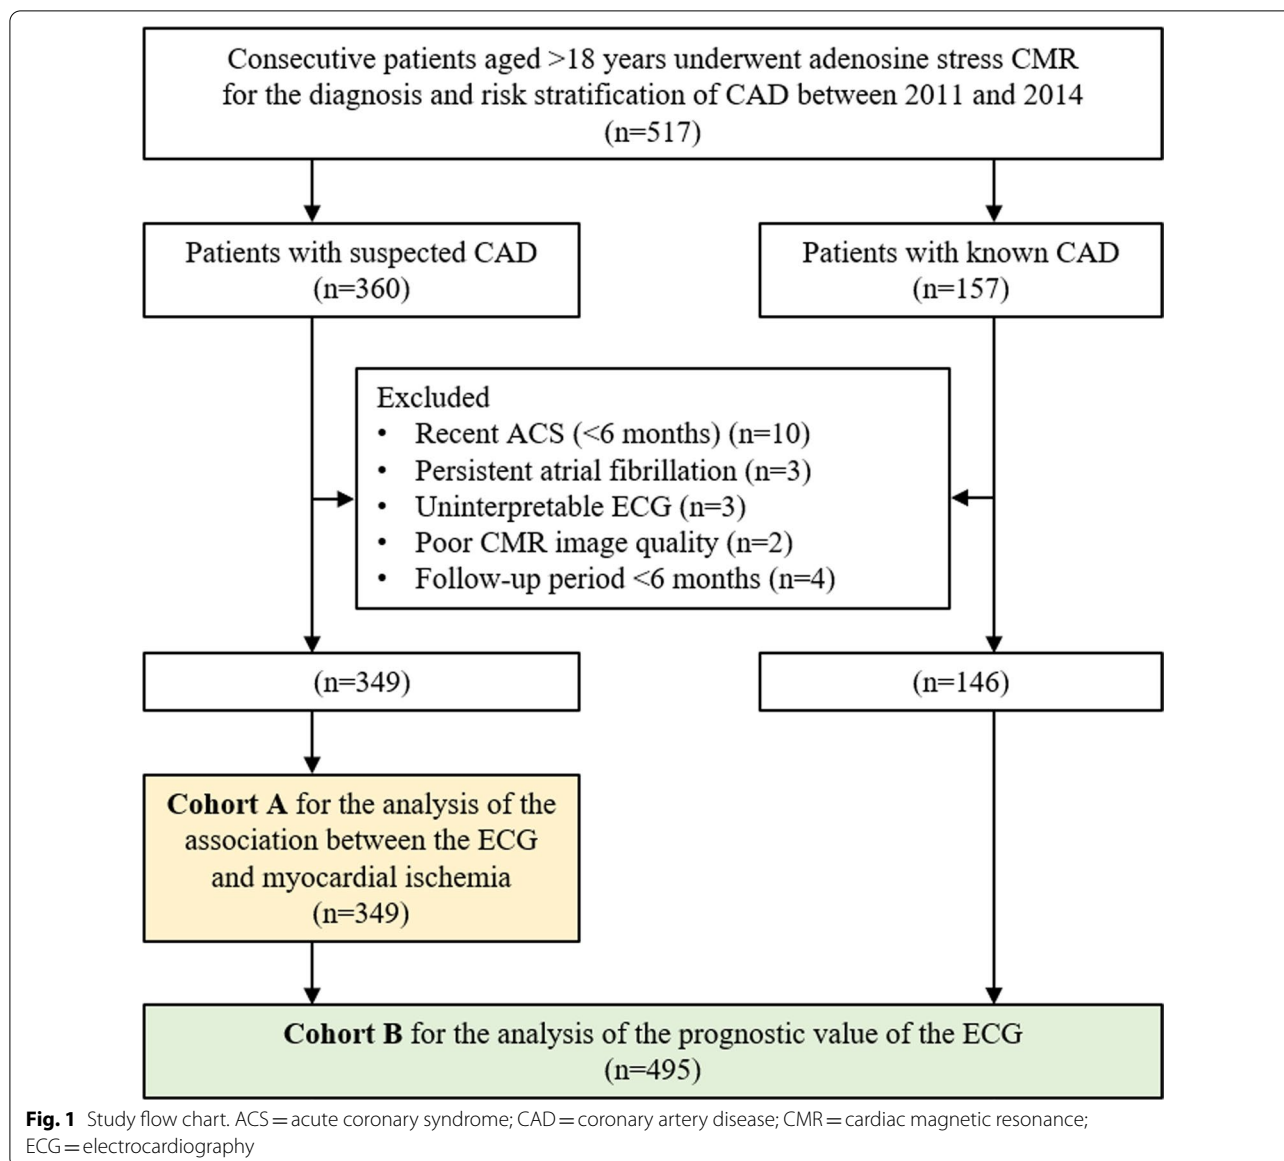 Consecutive patients aged >18 years underwent adenosine stress CMR
for the diagnosis and risk stratification of CAD between 2011 and 2014
(n=517)
Patients with suspected CAD
(n=360)
Patients with known CAD
(n=157)
Excluded
• Recent ACS (<6 months) (n=10)
• Persistent atrial fibrillation (n=3)
• Uninterpretable ECG (n=3)
• Poor CMR image quality (n=2)
• Follow-up period <6 months (n=4)
(n=349)
(n=146)
Cohort A for the analysis of the
association between the ECG
and myocardial ischemia
(n=349)
Cohort B for the analysis of the prognostic value of the ECG
(n=495)
Fig. 1 Study flow chart. ACS = acute coronary syndrome; CAD = coronary artery disease; CMR = cardiac magnetic resonance;
ECG = electrocardiography